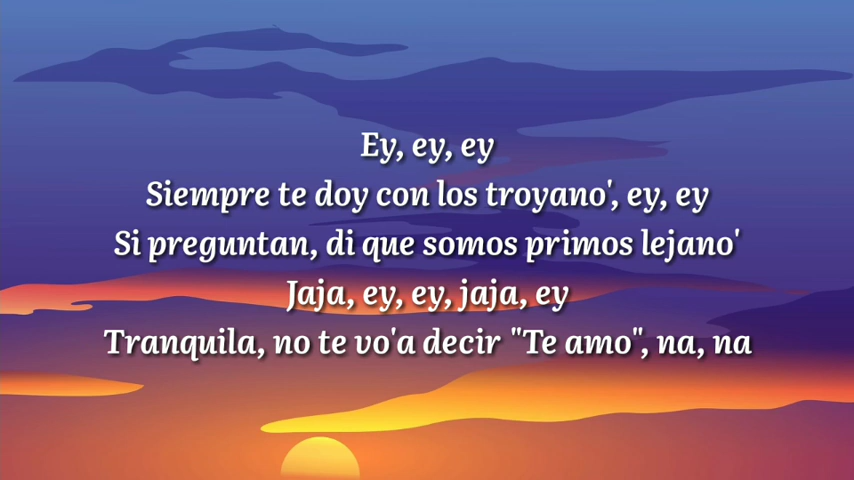 Ey, ey, ey
Siempre te doy con los troyano', ey, ey
Si preguntan, di que somos primos lejano'
Jaja, ey, ey, jaja, ey
Tranquila, no te vo'a decir "Te amo", na, na